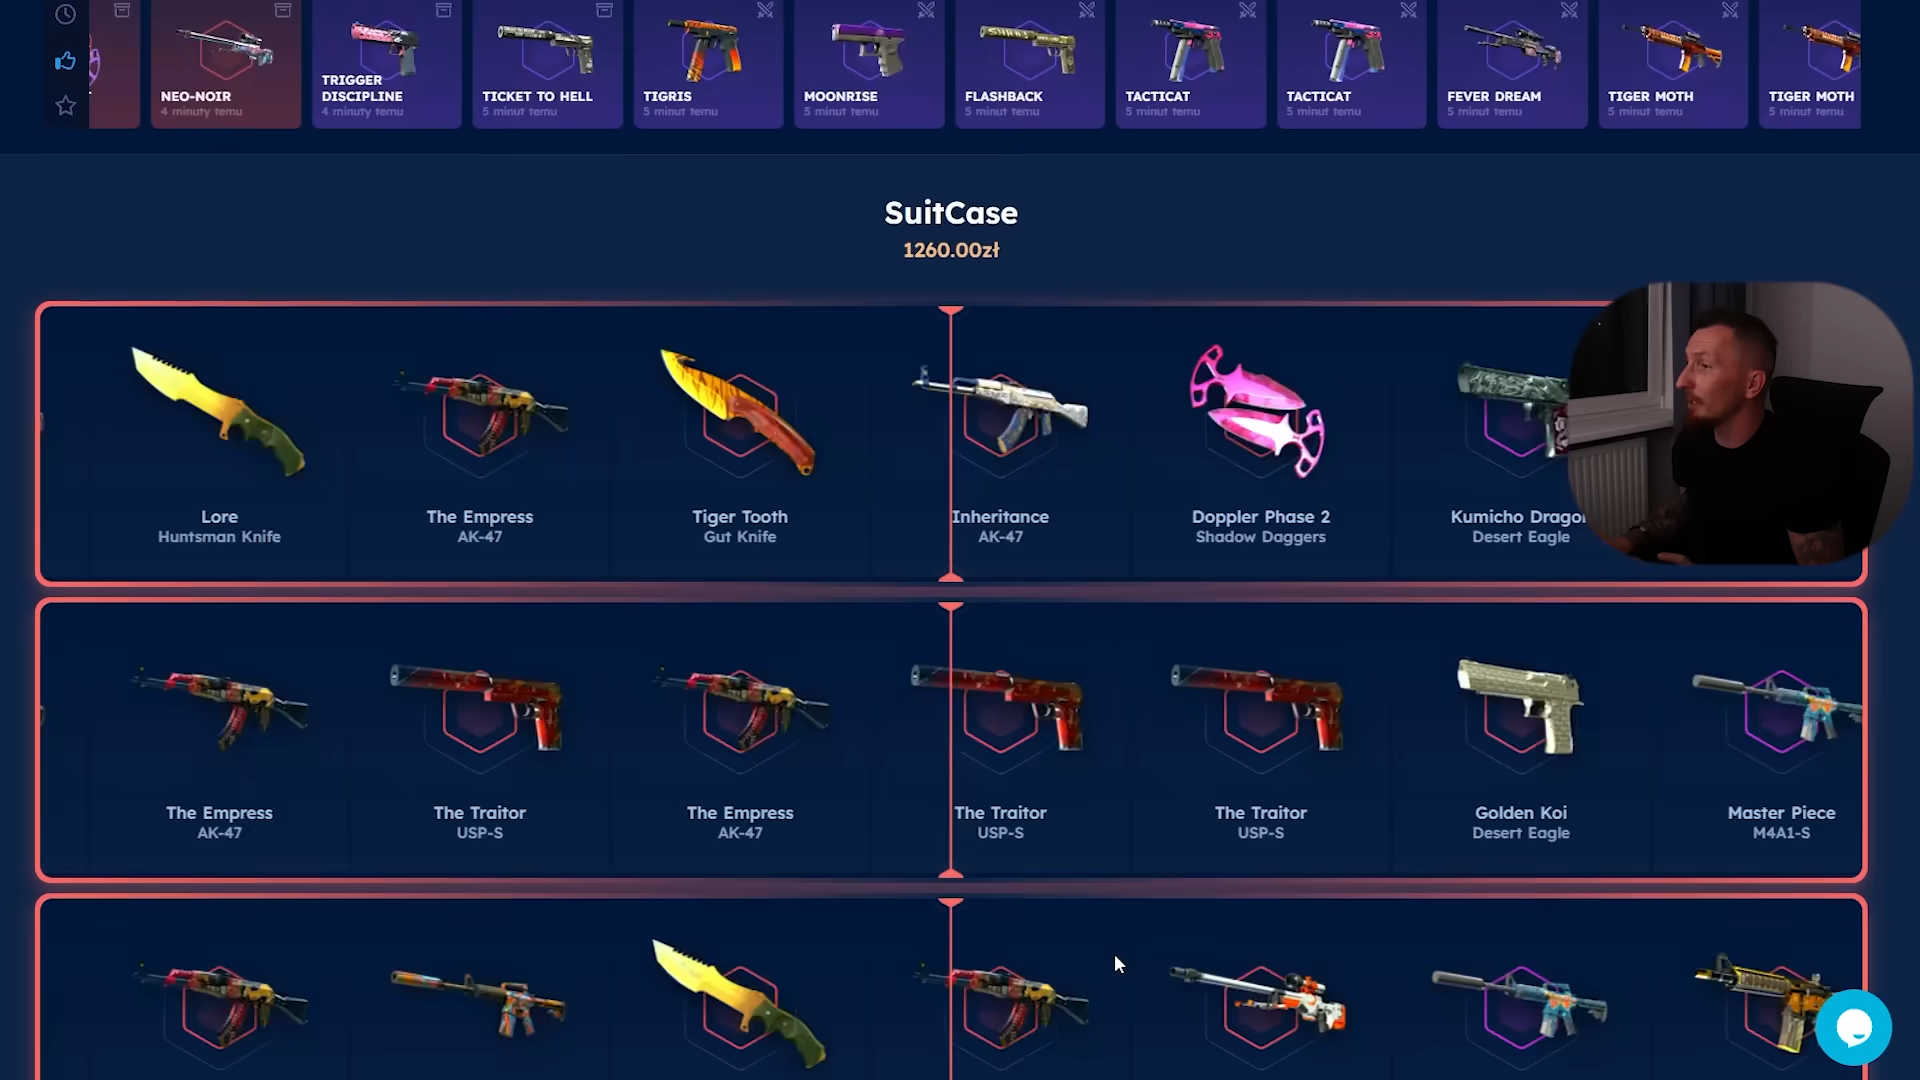 NEO-NOIR
4 minuty temu
TRIGGER
DISCIPLINE
4 minuty temu
TICKET TO HELL
5 minut temu
TIGRIS
5 minut temu
MOONRISE
5 minut temu
FLASHBACK
5 minut temu
TACTICAT
5 minut temu
TACTICAT
5 minut temu
FEVER DREAM
5 minut temu
TIGER MOTH
5 minut temu
TIGER MOTH
5 minut temu
SuitCase
1260.00zł
Lore
Huntsman Knife
The Empress
AK-47
Tiger Tooth
Gut Knife
Inheritance
AK-47
Doppler Phase 2
Shadow Daggers
Kumicho Dragon
Desert Eagle
The Empress
AK-47
The Traitor
USP-S
The Empress
AK-47
The Traitor
USP-S
The Traitor
USP-S
Golden Koi
Desert Eagle
Master Piece
M4A1-S